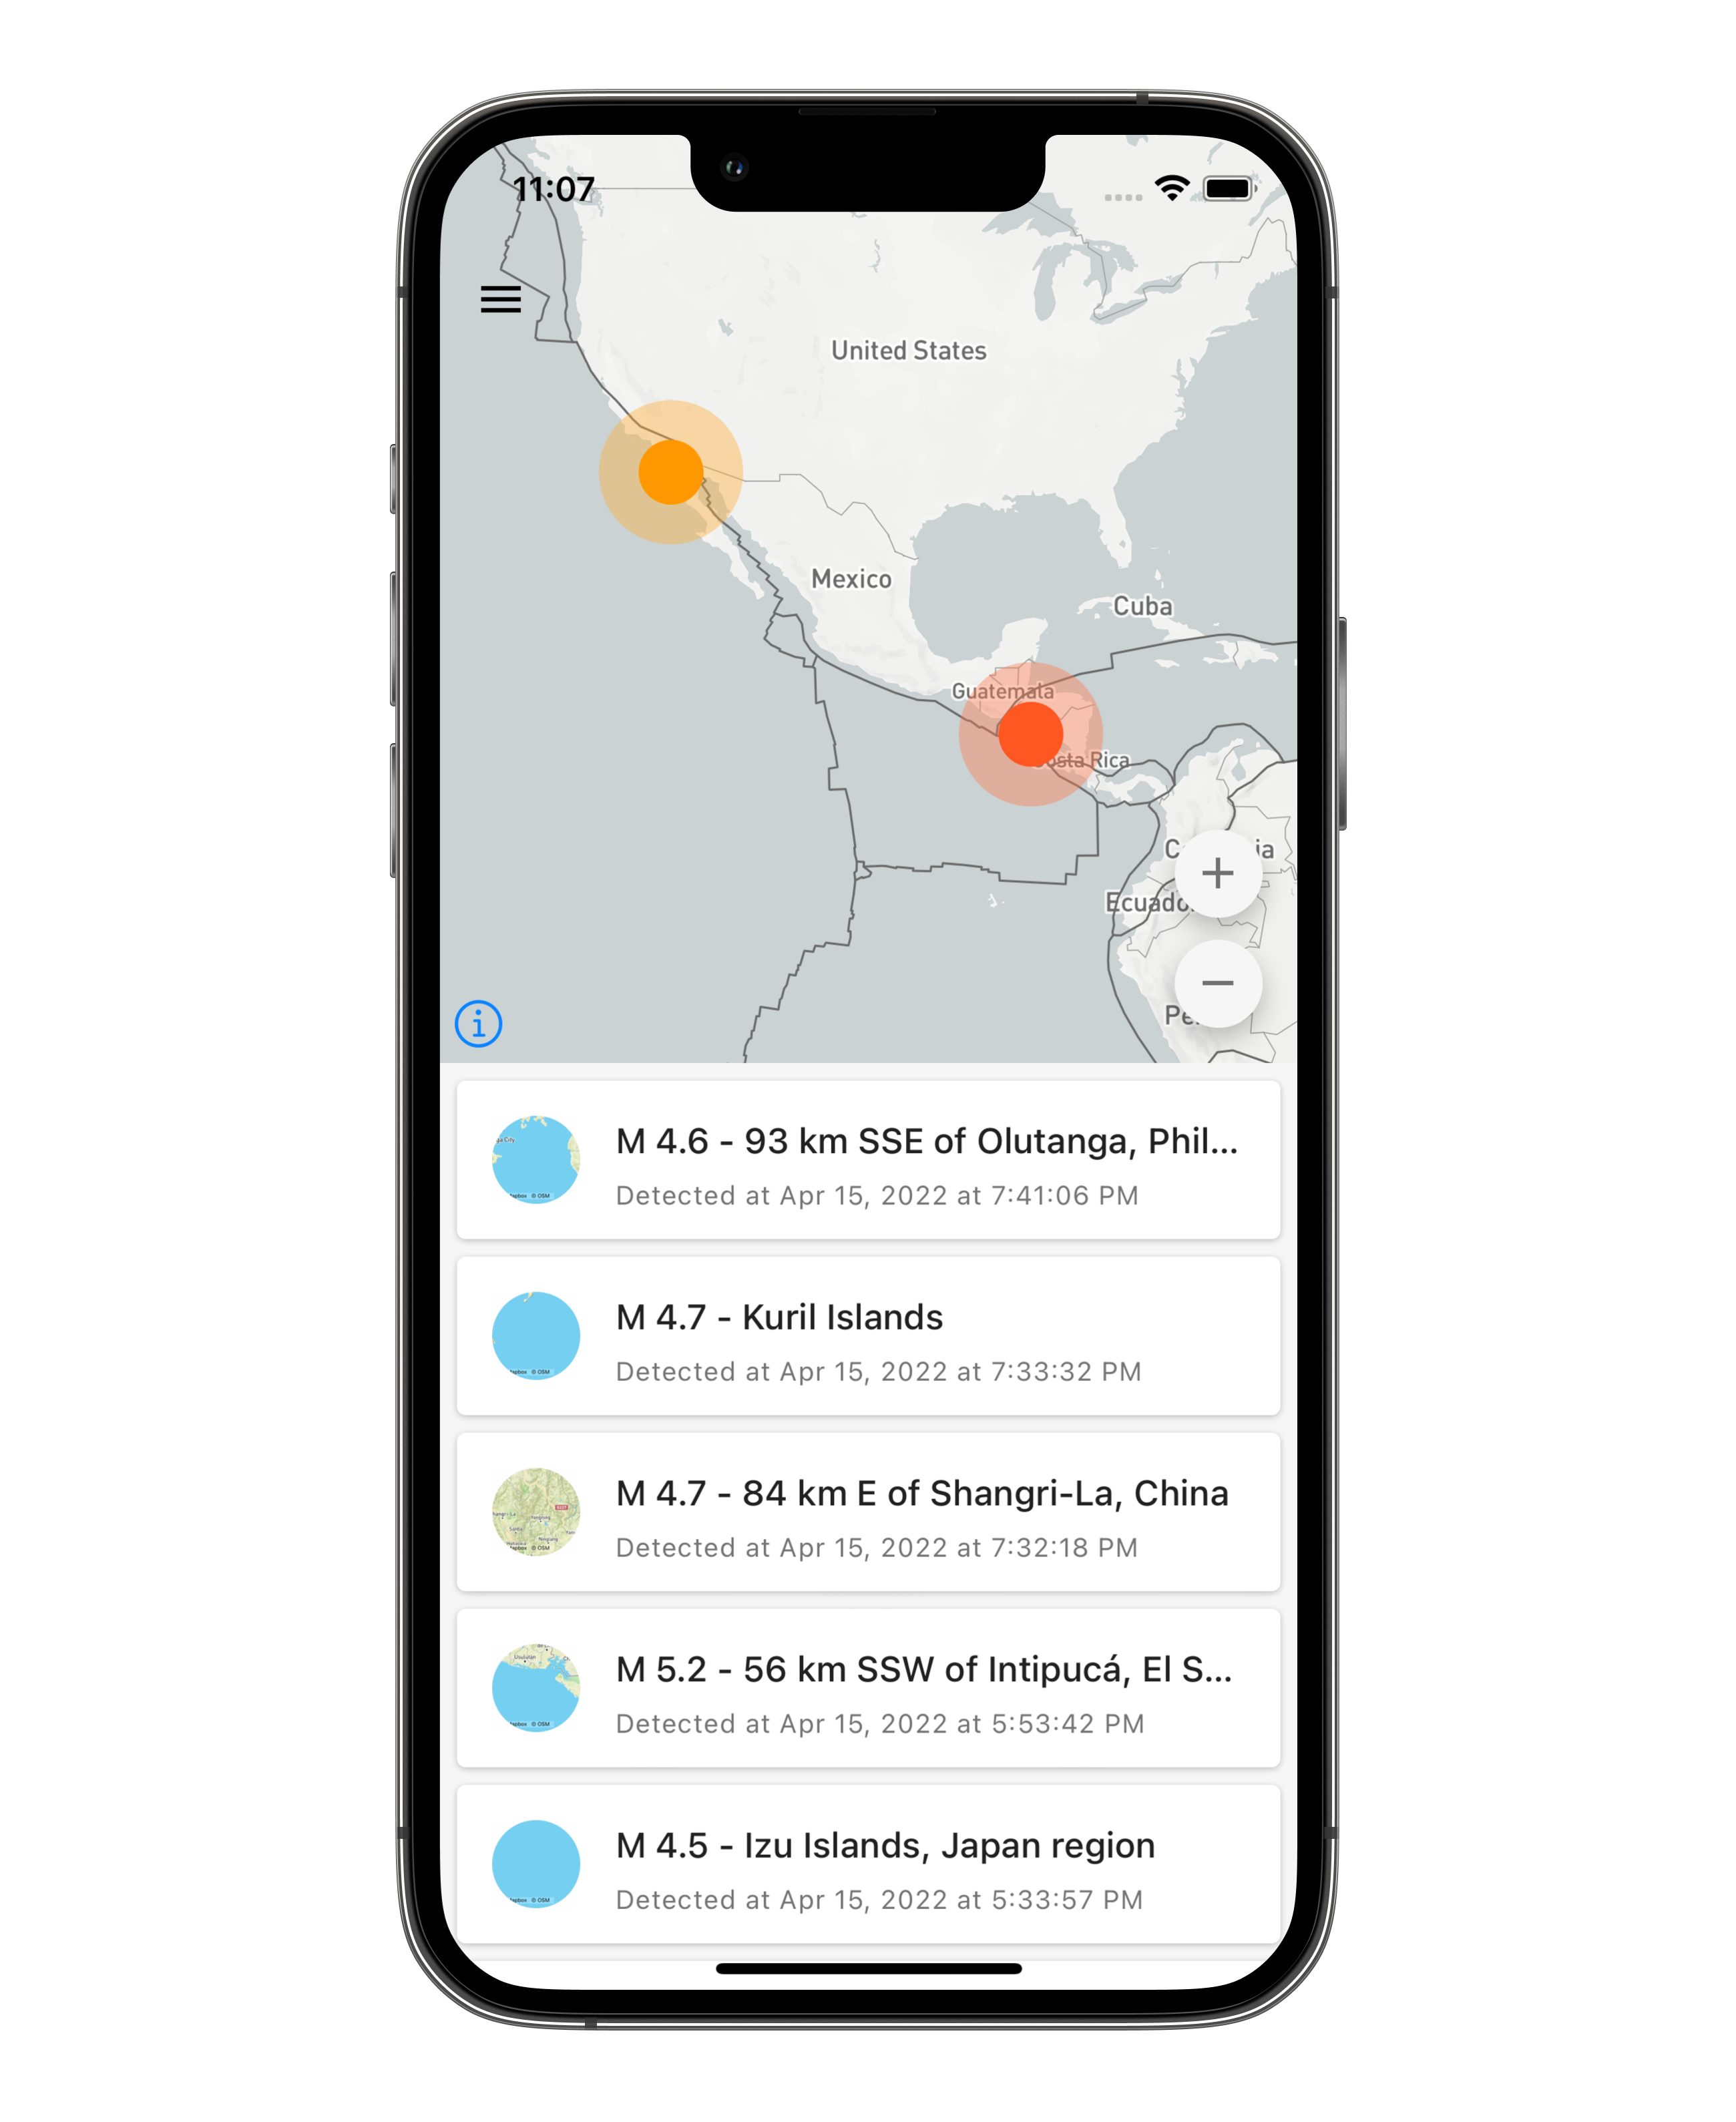 11:07
United States
Mexico
Cuba
Guatemala
Costa Rica
Ecuado
Pe
M 4.6 - 93 km SSE of Olutanga, Phil...
Detected at Apr 15, 2022 at 7:41:06 PM
M 4.7 - Kuril Islands
Detected at Apr 15, 2022 at 7:33:32 PM
M 4.7 - 84 km E of Shangri-La, China
Detected at Apr 15, 2022 at 7:32:18 PM
M 5.2 - 56 km SSW of Intipucá, El S...
Detected at Apr 15, 2022 at 5:53:42 PM
M 4.5 - Izu Islands, Japan region
Detected at Apr 15, 2022 at 5:33:57 PM